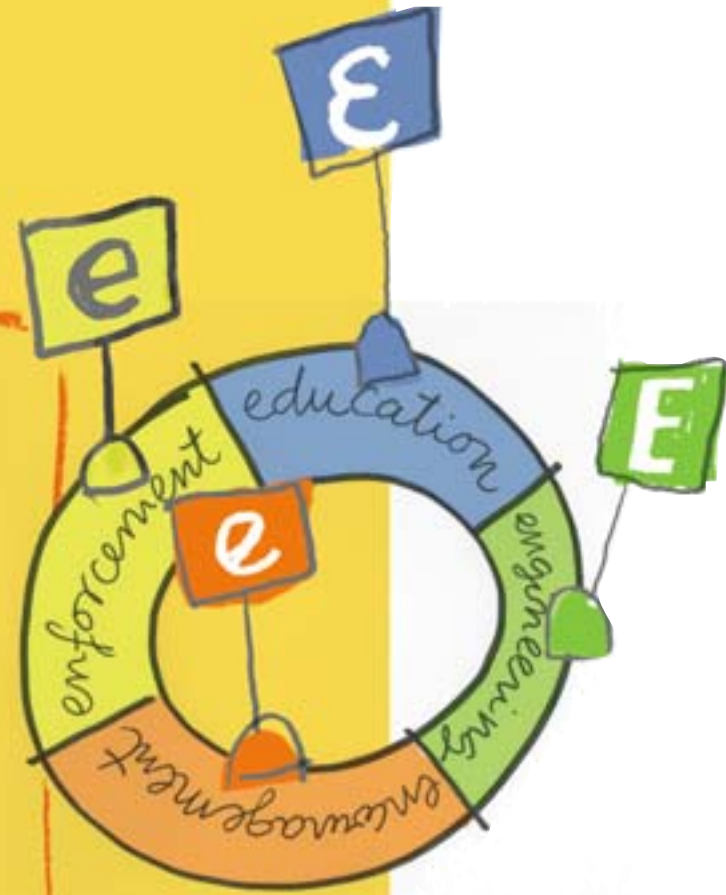 Ɛ
e
E
e
education
engineering
encouragement
enforcement